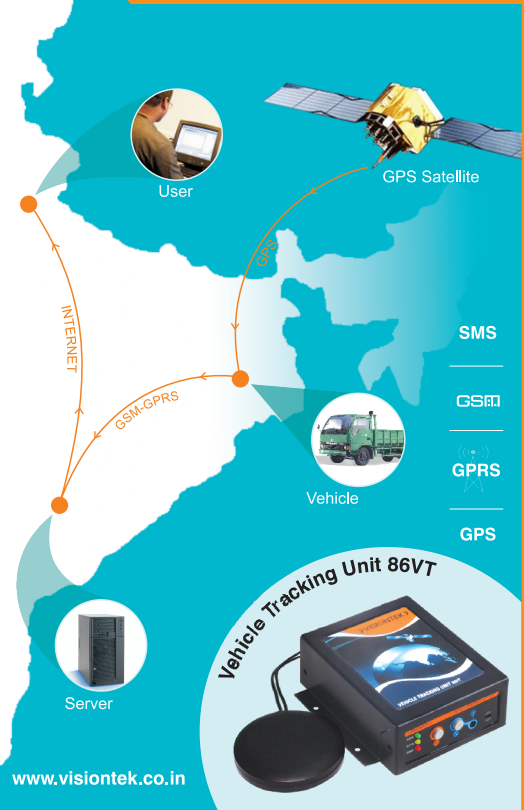 User
GPS Satellite
GPS
INTERNET
SMS
GSM
GSM-GPRS
GPRS
Vehicle
GPS
Vehicle Tracking Unit 86VT
VISIONTEK
VEHICLE TRACKING UNIT 86VT
Server
www.visiontek.co.in